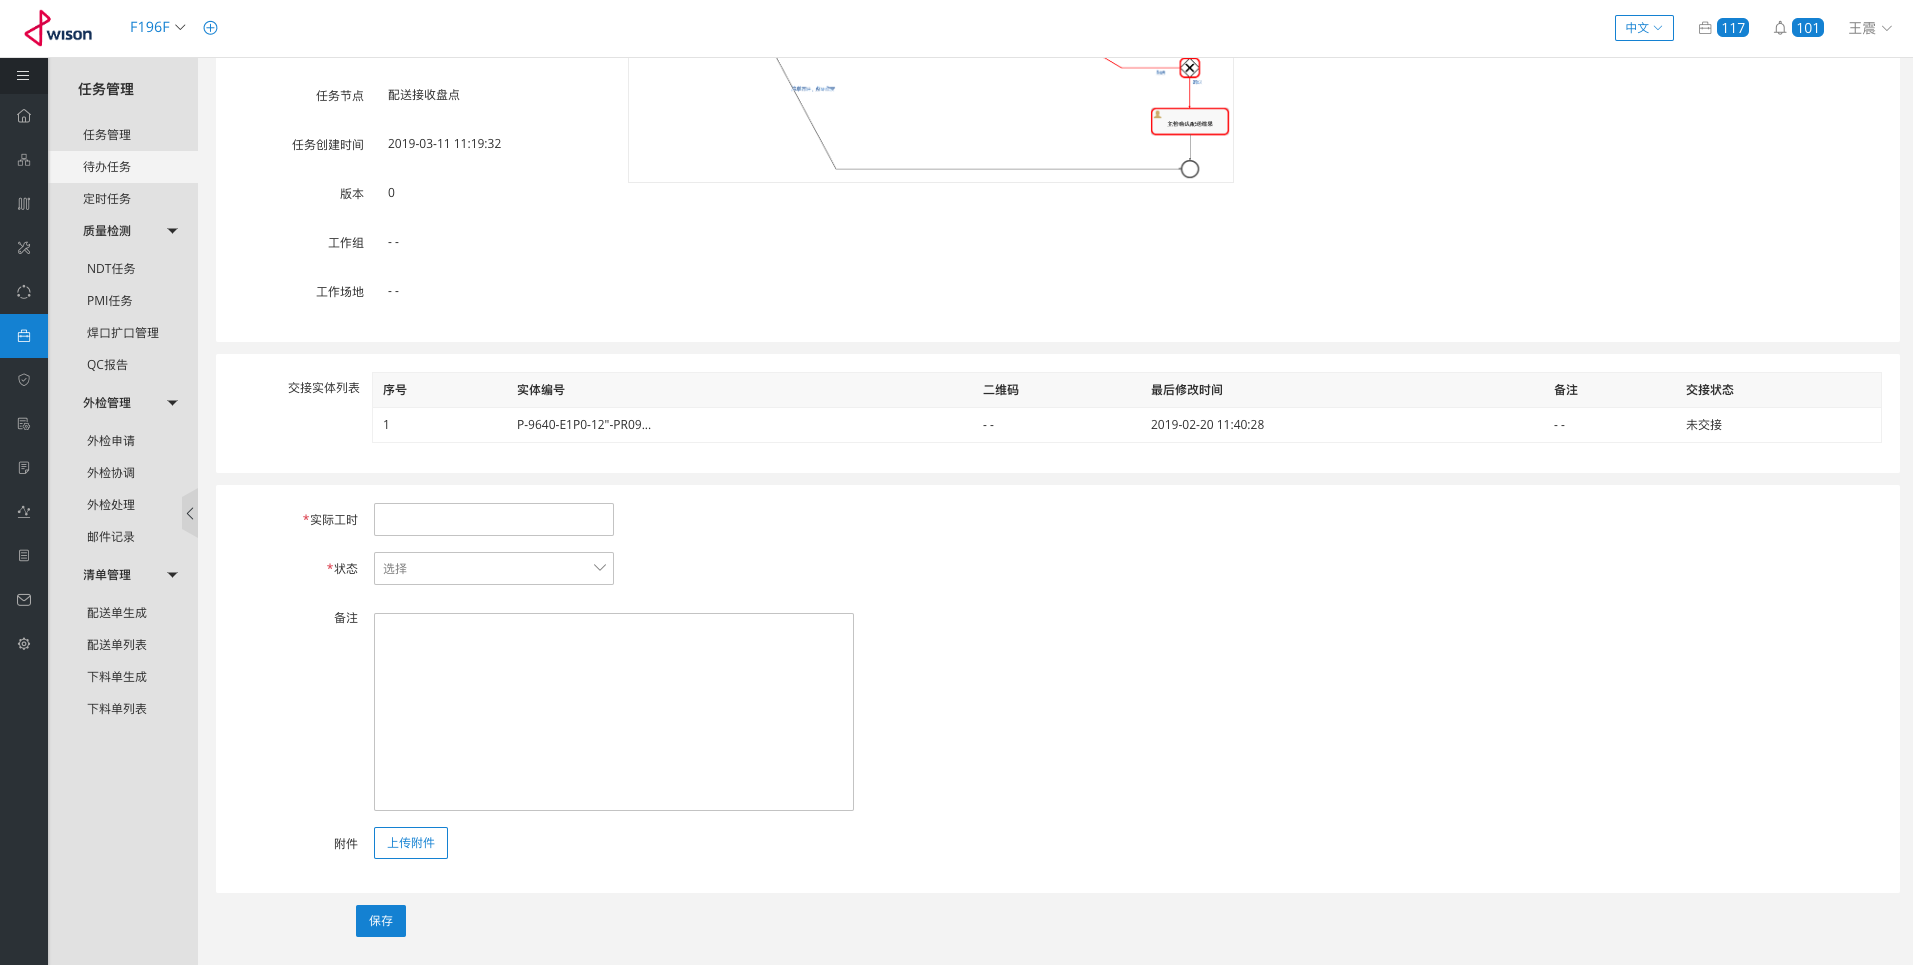 wison
F196F
中文
117
101
王震
任务管理
任务管理
待办任务
定时任务
质量检测
NDT任务
PMI任务
焊口扩口管理
QC报告
外检管理
外检申请
外检协调
外检处理
邮件记录
清单管理
配送单生成
配送单列表
下料单生成
下料单列表
任务节点 配送接收盘点
任务创建时间 2019-03-11 11:19:32
版本 0
工作组 - -
工作场地 - -
交接实体列表
序号 实体编号 二维码 最后修改时间 备注 交接状态
1 P-9640-E1P0-12"-PR09... - - 2019-02-20 11:40:28 - - 未交接
*实际工时
*状态 选择
备注
附件 上传附件
保存